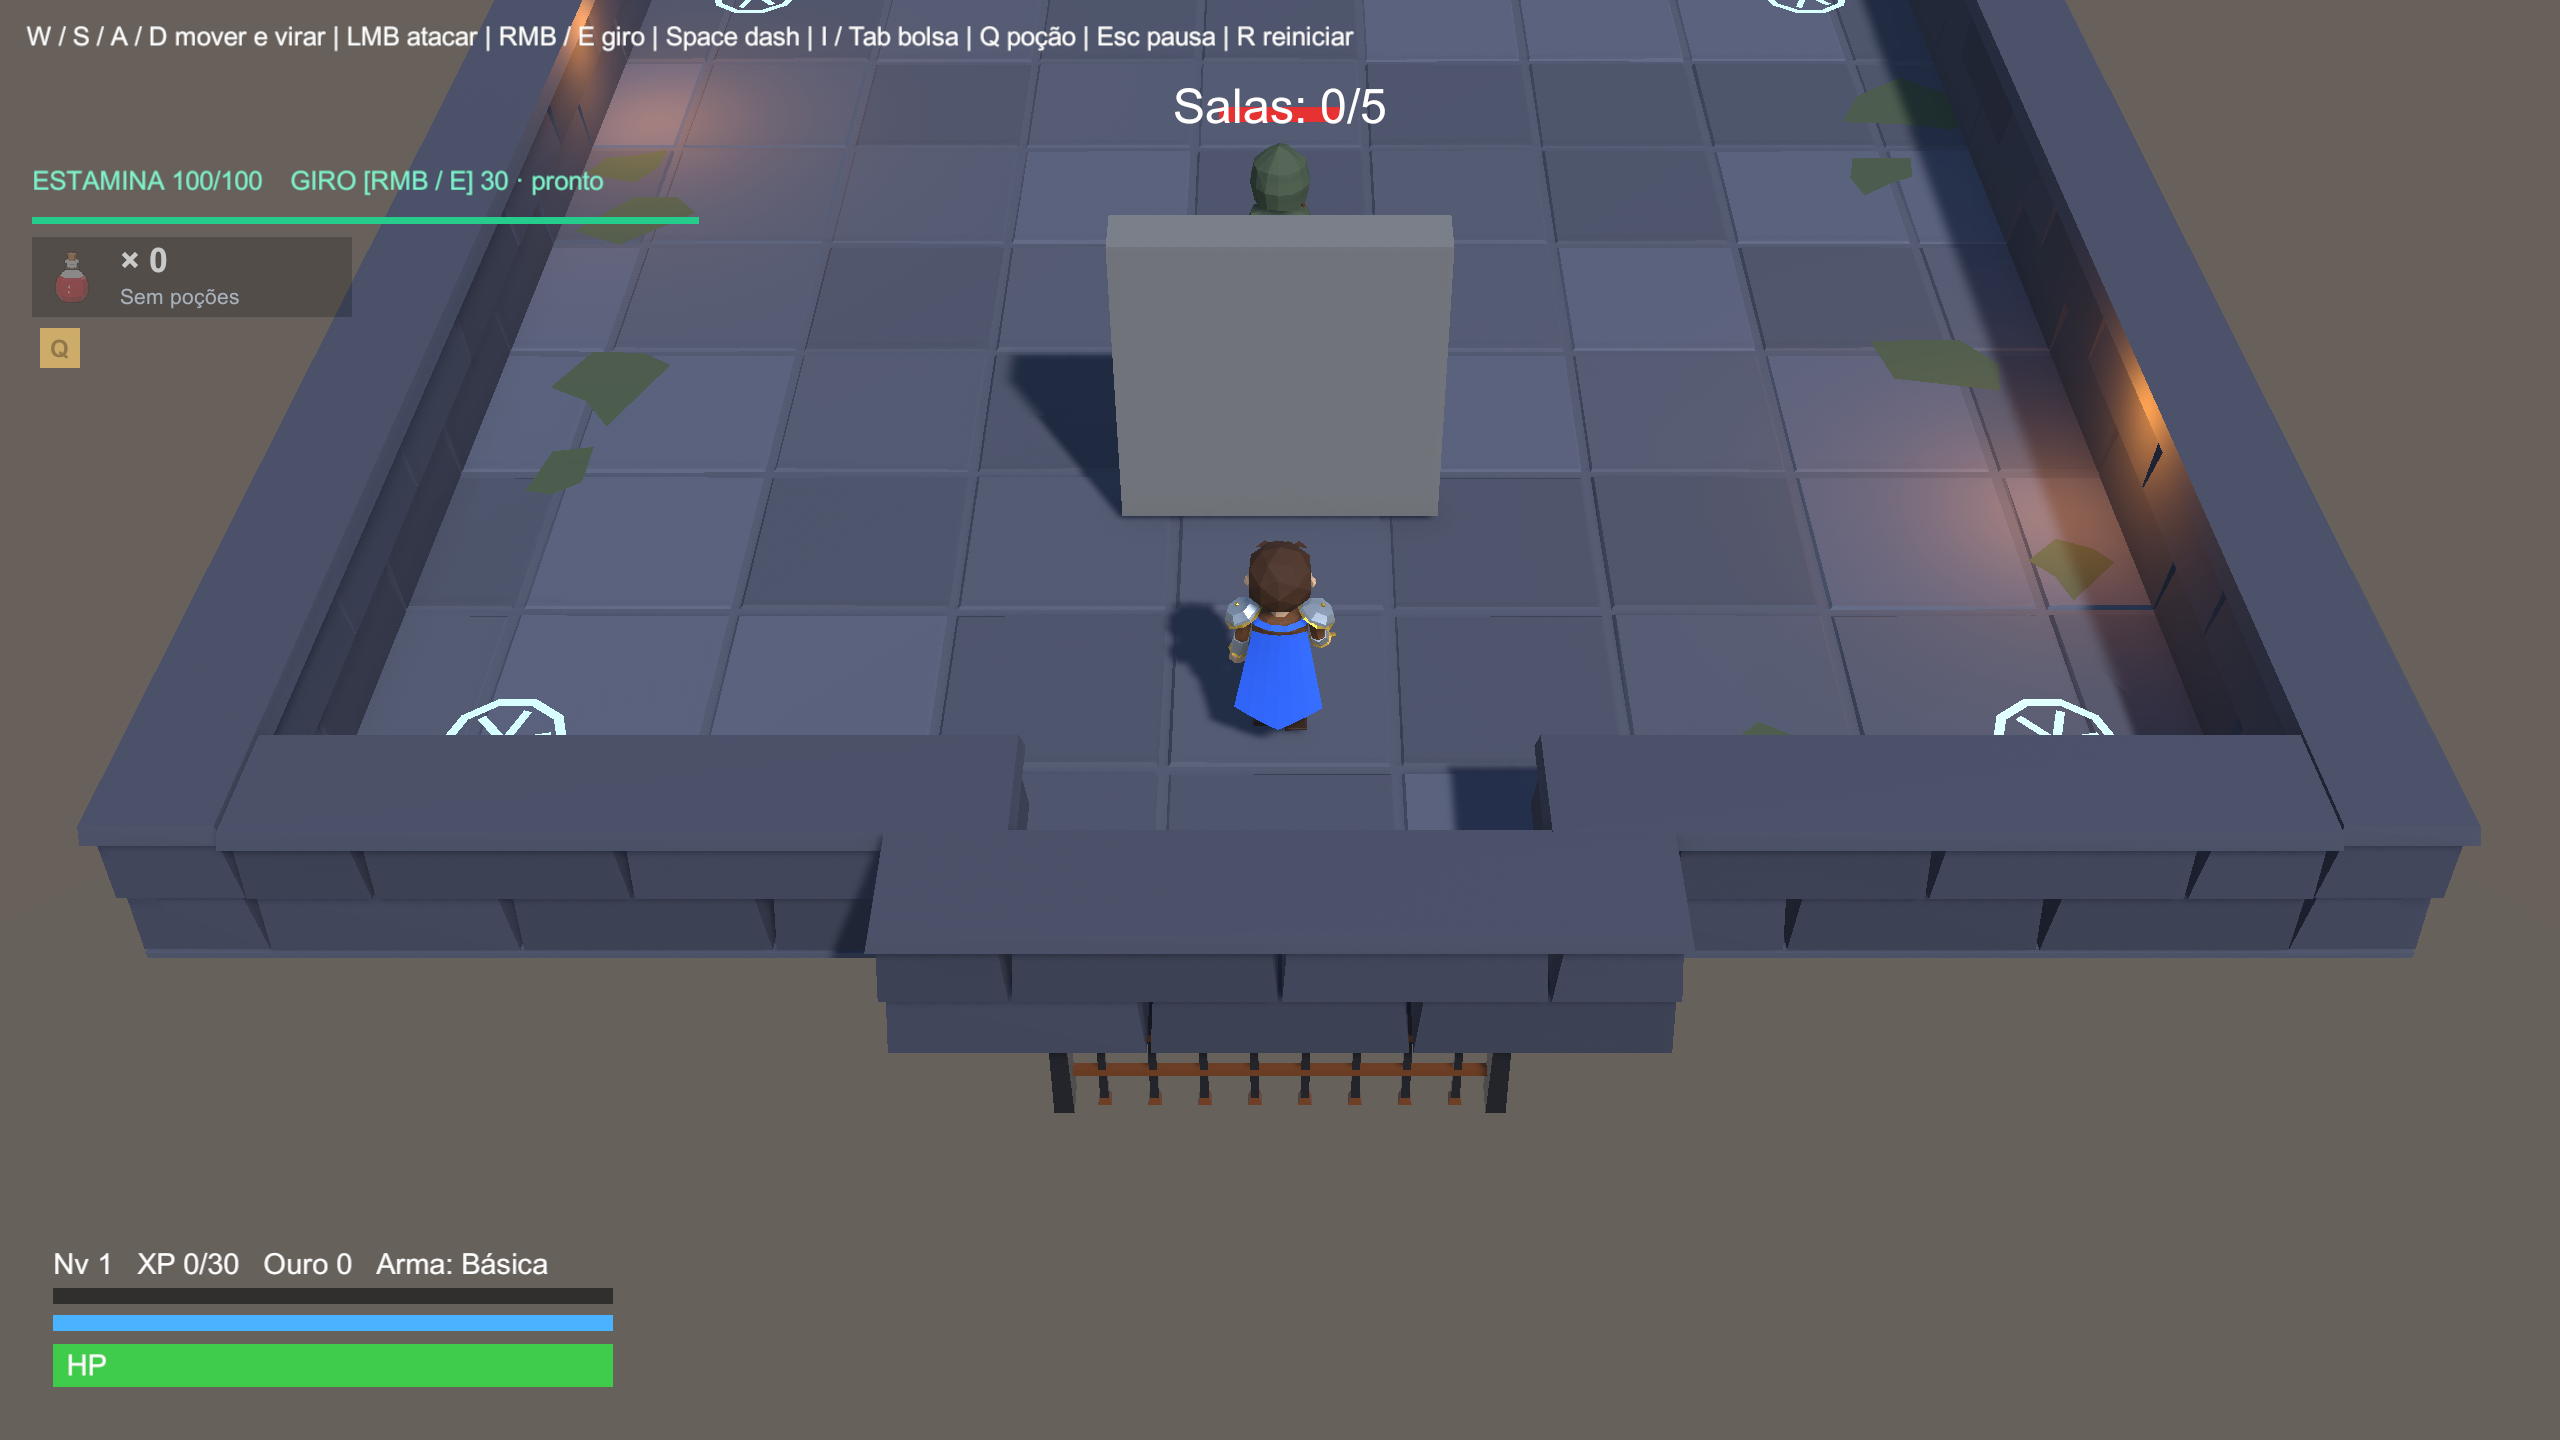 W / S / A / D mover e virar | LMB atacar | RMB / E giro | Space dash | I / Tab bolsa | Q poção | Esc pausa | R reiniciar
Salas: 0/5
ESTAMINA 100/100 GIRO [RMB / E] 30 · pronto
× 0
Sem poções
Q
Nv 1 XP 0/30 Ouro 0 Arma: Básica
HP